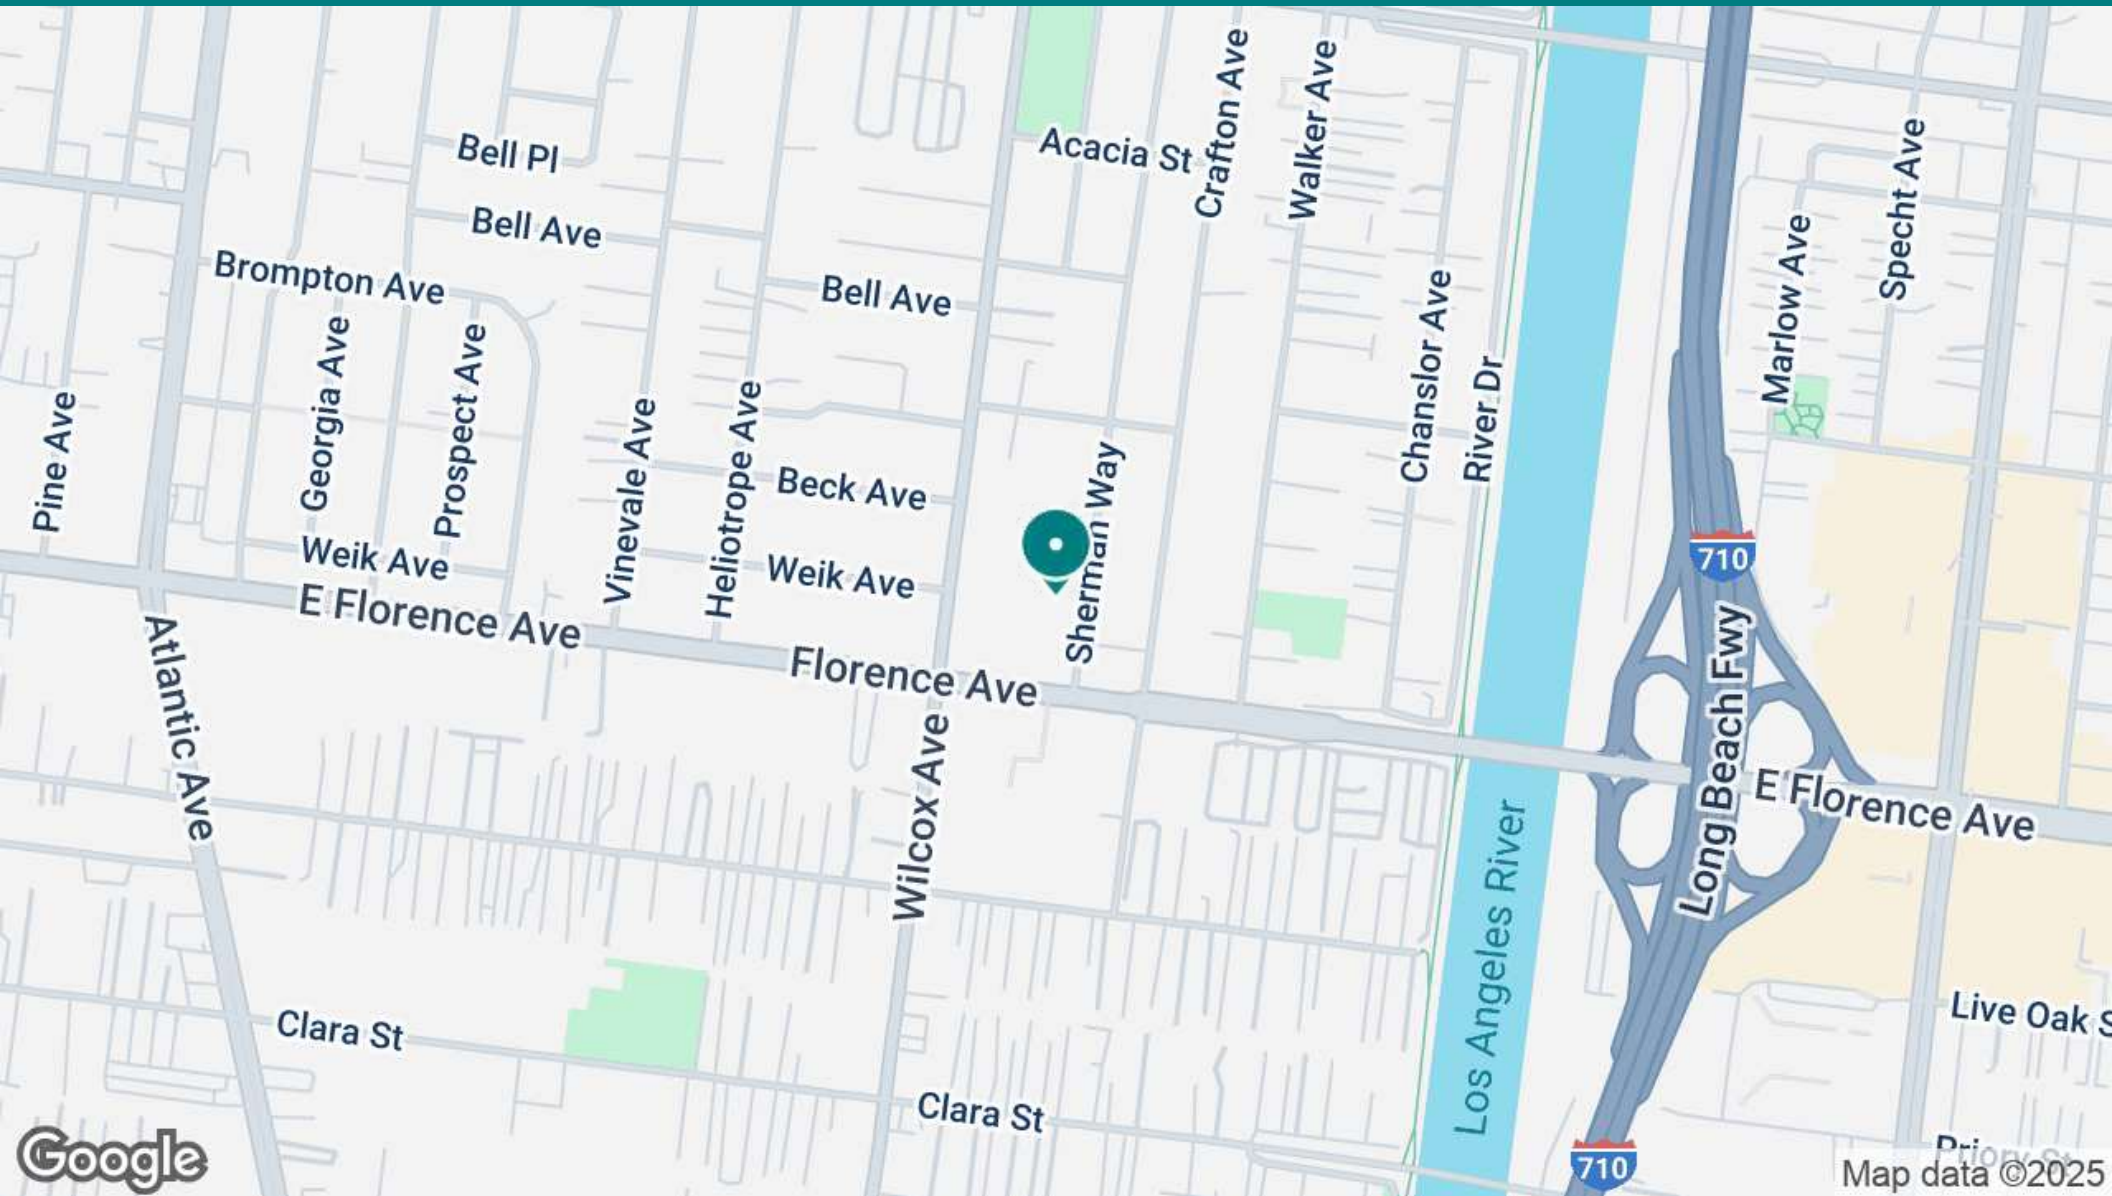 Crafton Ave
Walker Ave
Bell Pl
Acacia St
Specht Ave
Bell Ave
Marlow Ave
Brompton Ave
Bell Ave
Chanslor Ave
Georgia Ave
Prospect Ave
River Dr
Pine Ave
Vinevale Ave
Heliotrope Ave
Beck Ave
Sherman Way
Weik Ave
Weik Ave
710
E Florence Ave
Florence Ave
Atlantic Ave
Wilcox Ave
Long Beach Fwy
E Florence Ave
Los Angeles River
Live Oak S
Clara St
Clara St
710
Priory St
Google
Map data ©2025